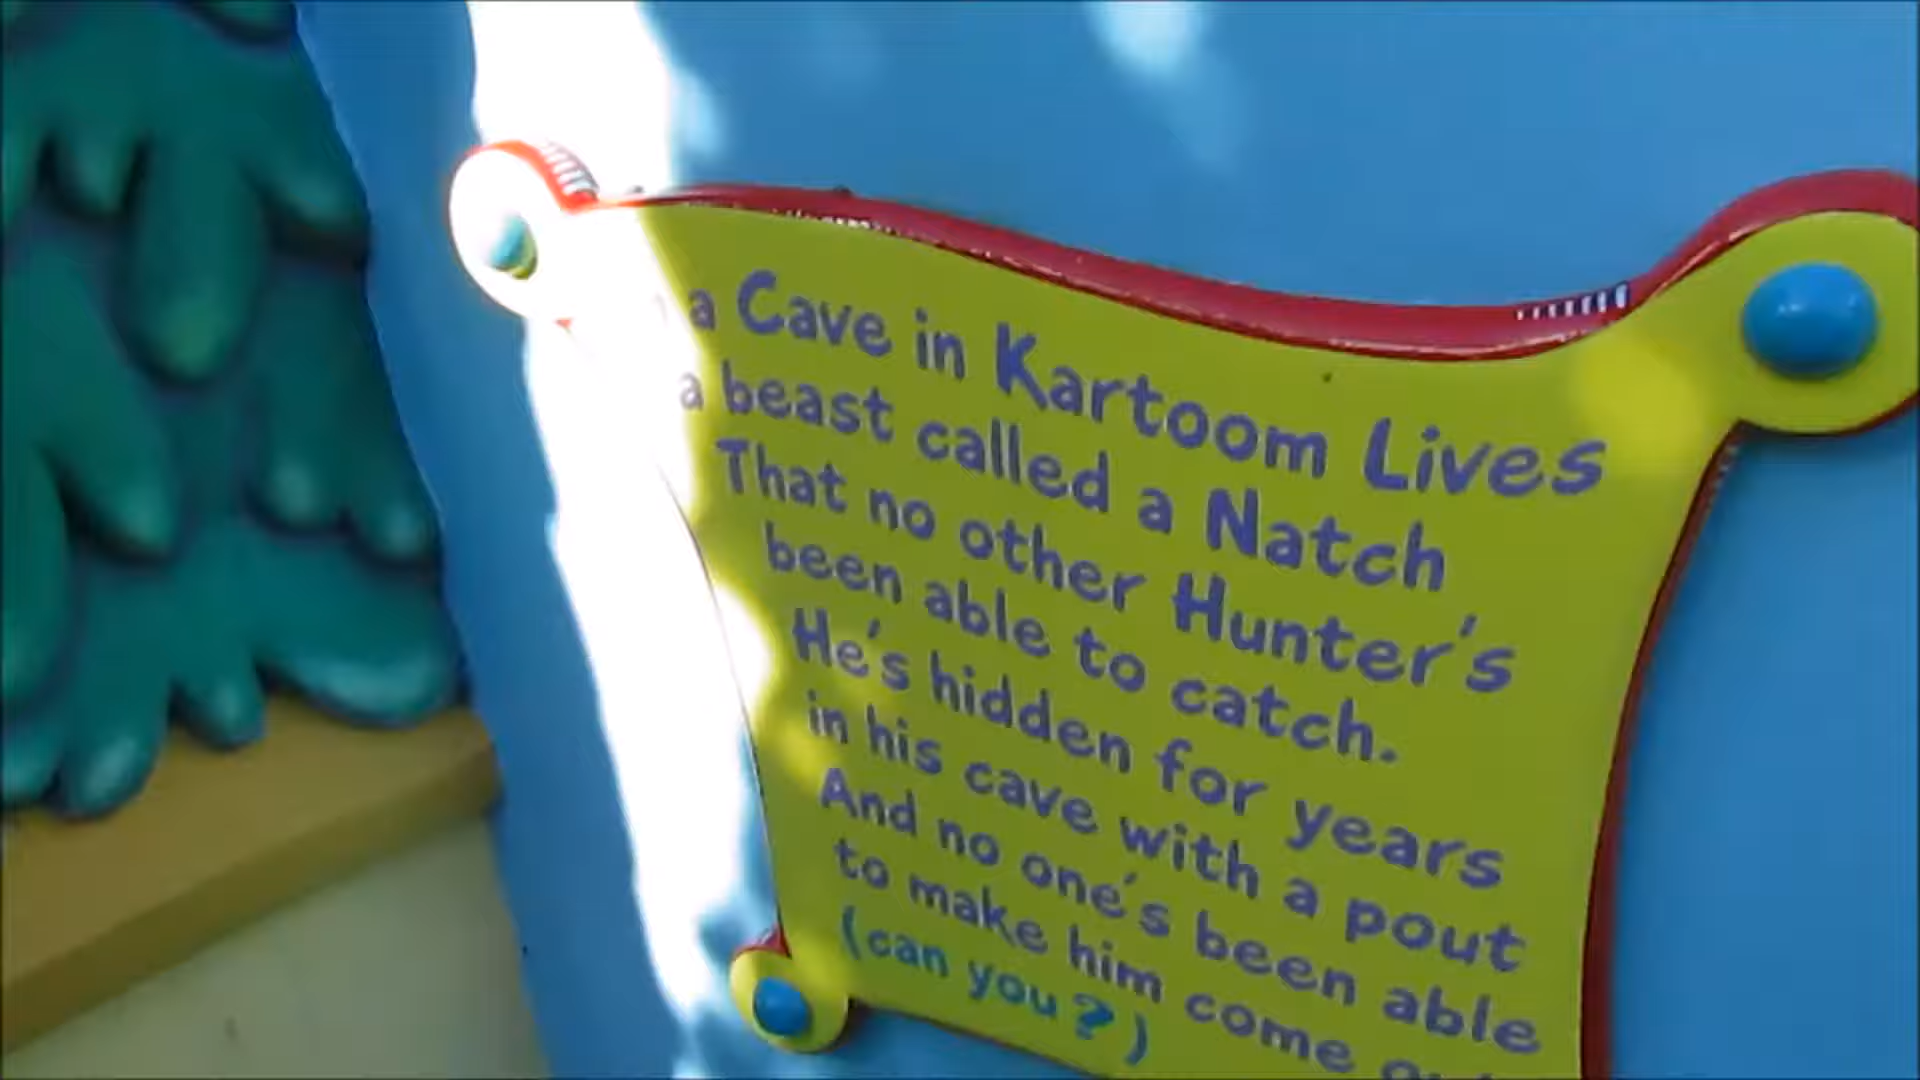 a Cave in Kartoom Lives
a beast called a Natch
That no other Hunter's
been able to catch.
He's hidden for years
in his cave with a pout
And no one's been able
to make him come
(can you?)